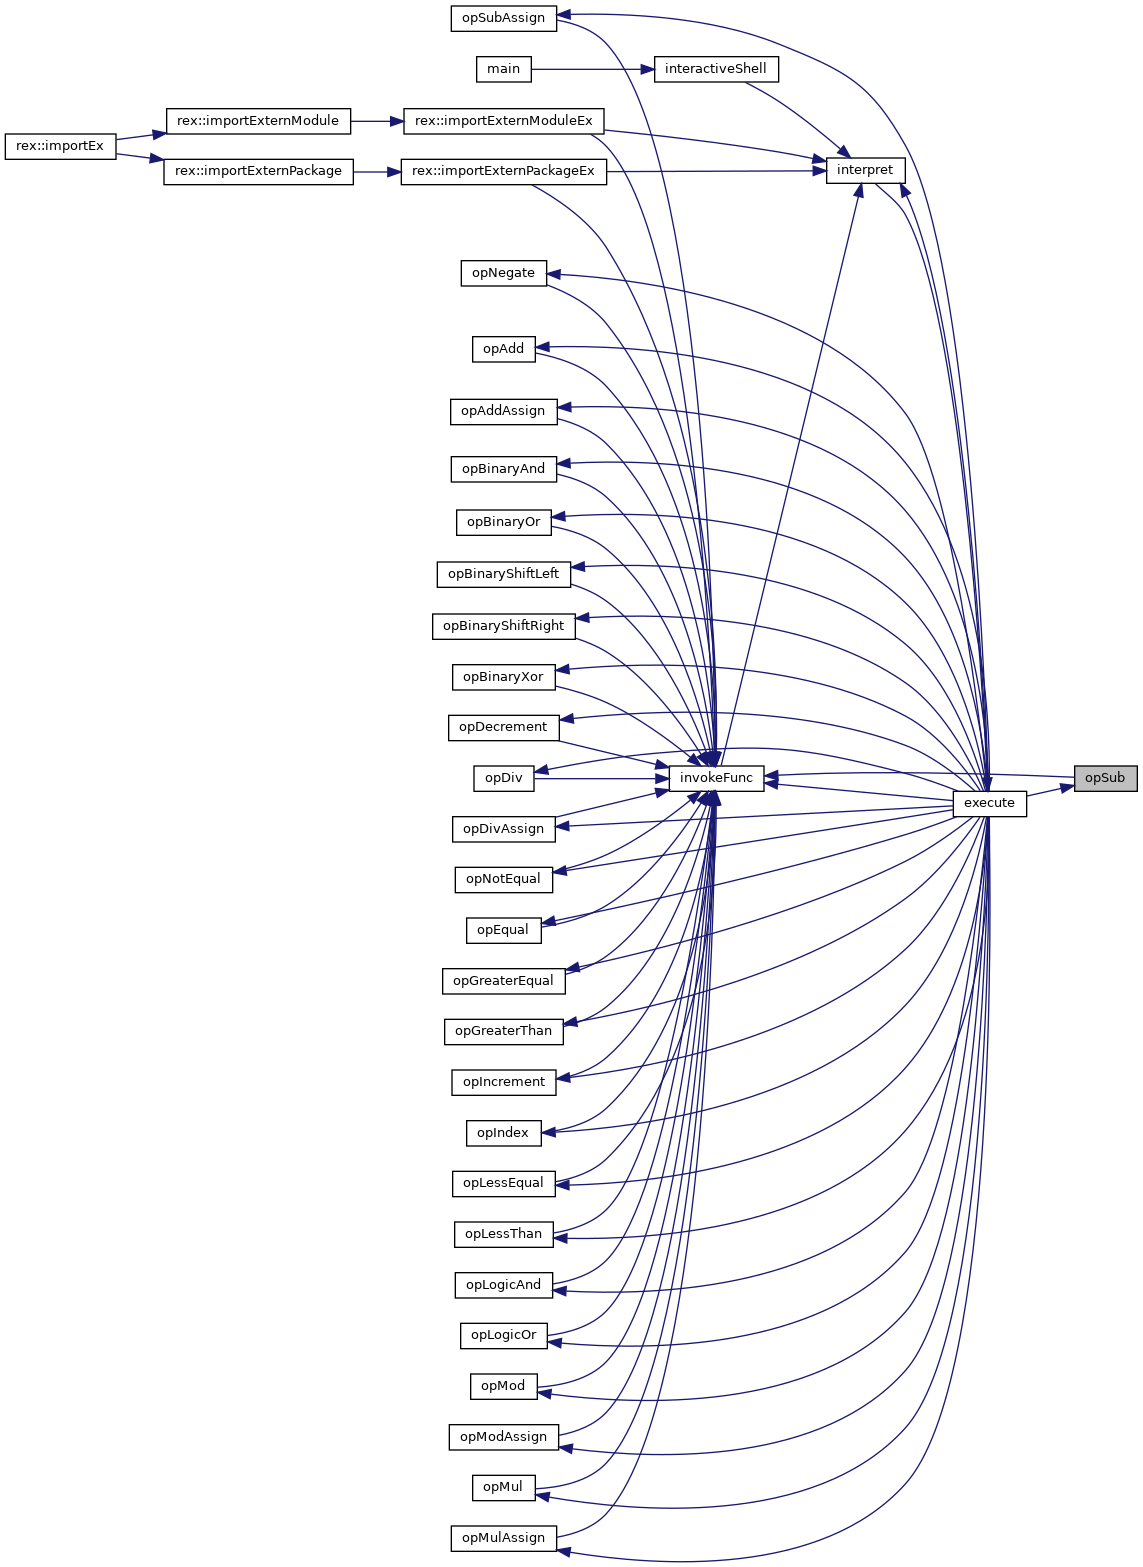 opSubAssign
main
interactiveShell
rex::importExternModule
rex::importExternModuleEx
rex::importEx
rex::importExternPackage
rex::importExternPackageEx
interpret
opNegate
opAdd
opAddAssign
opBinaryAnd
opBinaryOr
opBinaryShiftLeft
opBinaryShiftRight
opBinaryXor
opDecrement
opDiv
invokeFunc
opSub
execute
opDivAssign
opNotEqual
opEqual
opGreaterEqual
opGreaterThan
opIncrement
opIndex
opLessEqual
opLessThan
opLogicAnd
opLogicOr
opMod
opModAssign
opMul
opMulAssign